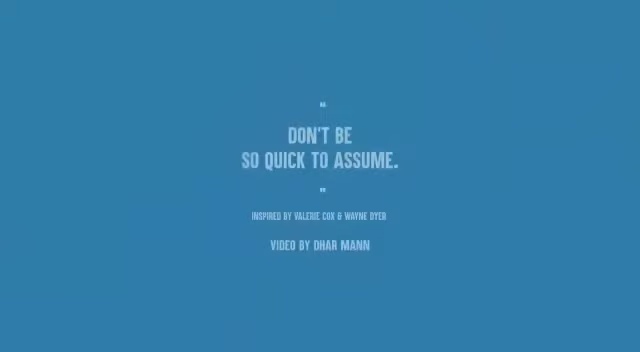 "
DON'T BE
SO QUICK TO ASSUME.
"
INSPIRED BY VALERIE COX & WAYNE DYER
VIDEO BY DHAR MANN